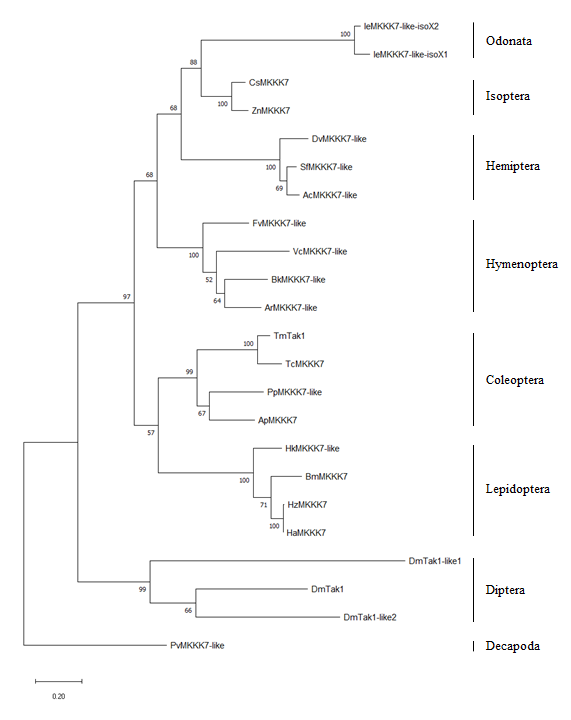 IeMKKK7-like-isoX2
100
IeMKKK7-like-isoX1
Odonata
88
CsMKKK7
100
ZnMKKK7
Isoptera
68
DvMKKK7-like
100
SfMKKK7-like
69
AcMKKK7-like
Hemiptera
68
FvMKKK7-like
100
VcMKKK7-like
52
BkMKKK7-like
64
ArMKKK7-like
Hymenoptera
97
TmTak1
100
TcMKKK7
99
PpMKKK7-like
67
ApMKKK7
Coleoptera
57
HkMKKK7-like
100
BmMKKK7
71
HzMKKK7
100
HaMKKK7
Lepidoptera
DmTak1-like1
99
DmTak1
66
DmTak1-like2
Diptera
PvMKKK7-like
Decapoda
0.20